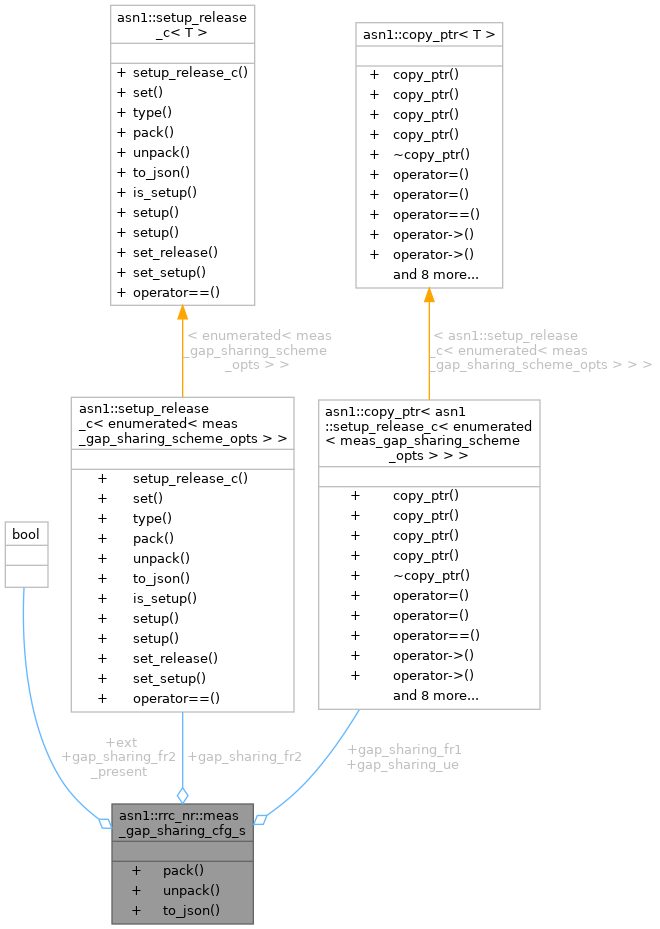 asn1::setup_release
_c< T >
+ setup_release_c()
+ set()
+ type()
+ pack()
+ unpack()
+ to_json()
+ is_setup()
+ setup()
+ setup()
+ set_release()
+ set_setup()
+ operator==()
asn1::copy_ptr< T >
+ copy_ptr()
+ copy_ptr()
+ copy_ptr()
+ copy_ptr()
+ ~copy_ptr()
+ operator=()
+ operator=()
+ operator==()
+ operator->()
+ operator->()
and 8 more...
< enumerated< meas
_gap_sharing_scheme
_opts > >
< asn1::setup_release
_c< enumerated< meas
_gap_sharing_scheme_opts > > >
asn1::setup_release
_c< enumerated< meas
_gap_sharing_scheme_opts > >
+ setup_release_c()
+ set()
+ type()
+ pack()
+ unpack()
+ to_json()
+ is_setup()
+ setup()
+ setup()
+ set_release()
+ set_setup()
+ operator==()
asn1::copy_ptr< asn1
::setup_release_c< enumerated
< meas_gap_sharing_scheme
_opts > > >
+ copy_ptr()
+ copy_ptr()
+ copy_ptr()
+ copy_ptr()
+ ~copy_ptr()
+ operator=()
+ operator=()
+ operator==()
+ operator->()
+ operator->()
and 8 more...
bool
+ext
+gap_sharing_fr2
_present
+gap_sharing_fr2
+gap_sharing_fr1
+gap_sharing_ue
asn1::rrc_nr::meas
_gap_sharing_cfg_s
+ pack()
+ unpack()
+ to_json()